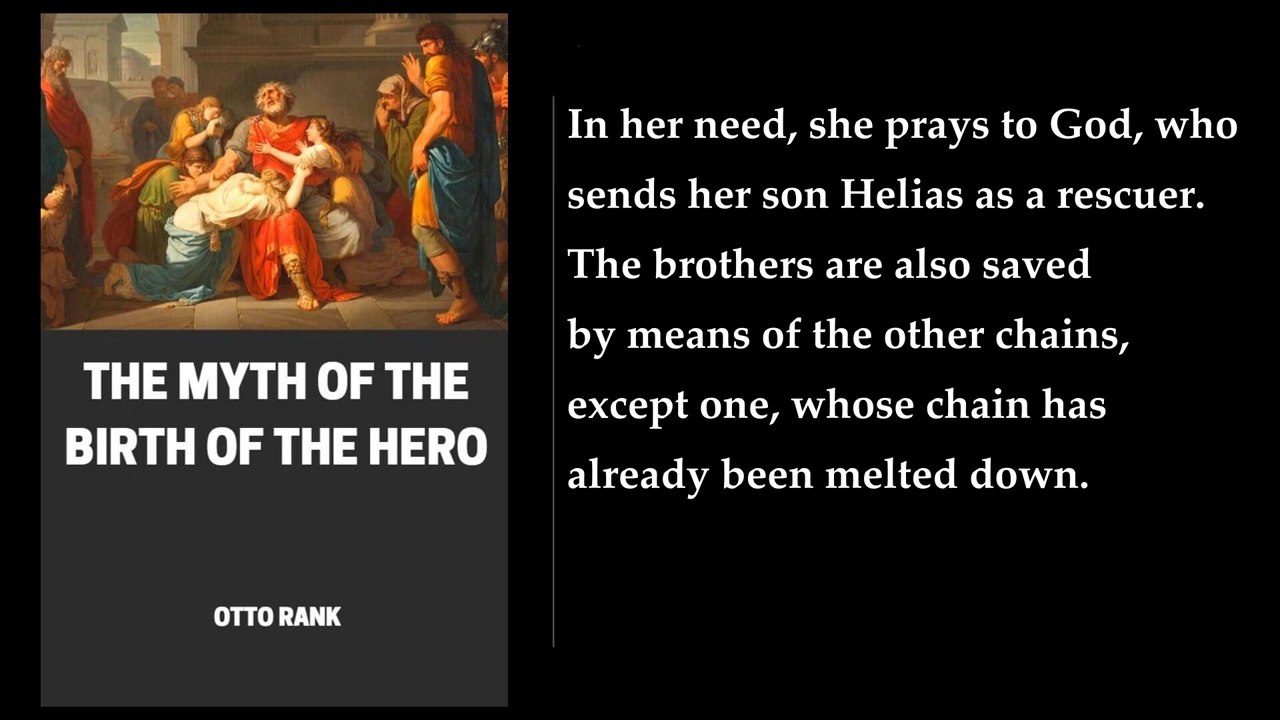 THE MYTH OF THE
BIRTH OF THE HERO
OTTO RANK
In her need, she prays to God, who
sends her son Helias as a rescuer.
The brothers are also saved
by means of the other chains,
except one, whose chain has
already been melted down.